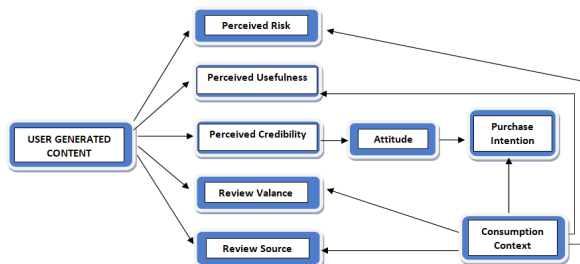 Perceived Risk
Perceived Usefulness
USER GENERATED
CONTENT
Perceived Credibility
Attitude
Purchase
Intention
Review Valance
Review Source
Consumption
Context